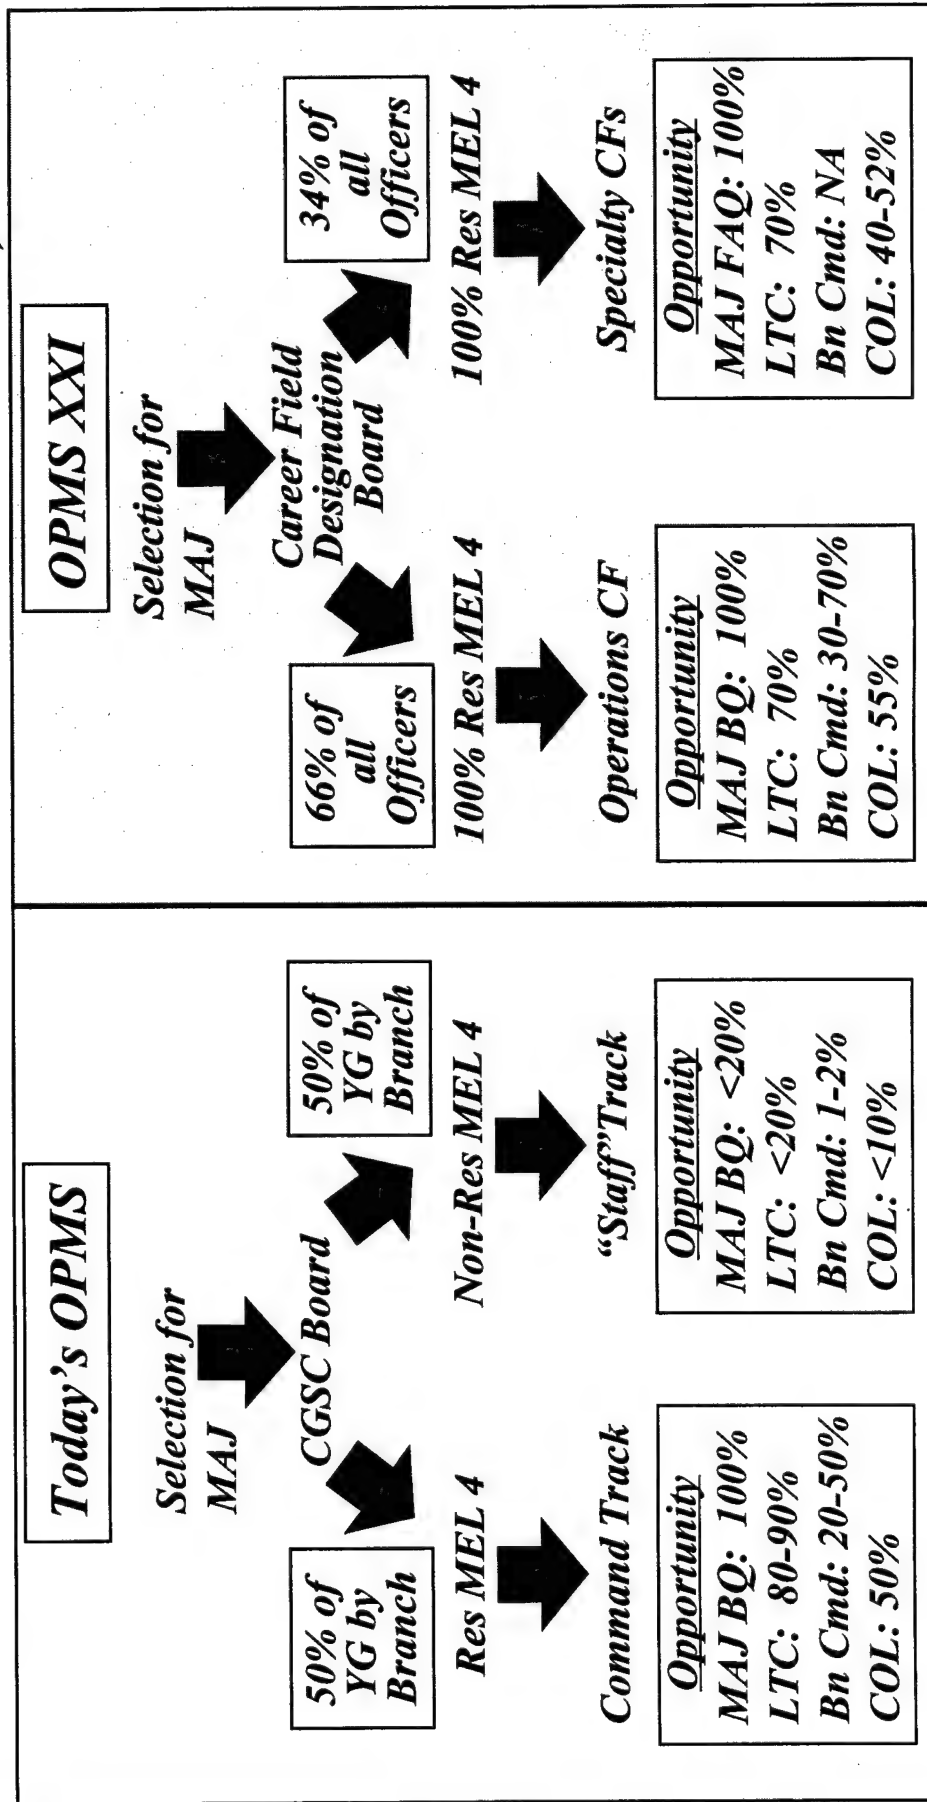 Today's OPMS
Selection for
MAJ
CGSC Board
50% of
YG by
Branch
50% of
YG by
Branch
Res MEL 4
Non-Res MEL 4
Command Track
“Staff”Track
Opportunity
MAJ BQ: 100%
LTC: 80-90%
Bn Cmd: 20-50%
COL: 50%
Opportunity
MAJ BQ: <20%
LTC: <20%
Bn Cmd: 1-2%
COL: <10%
OPMS XXI
Selection for
MAJ
Career Field
Designation
Board
66% of
all
Officers
34% of
all
Officers
100% Res MEL 4
100% Res MEL 4
Operations CF
Specialty CFs
Opportunity
MAJ BQ: 100%
LTC: 70%
Bn Cmd: 30-70%
COL: 55%
Opportunity
MAJ FAQ: 100%
LTC: 70%
Bn Cmd: NA
COL: 40-52%